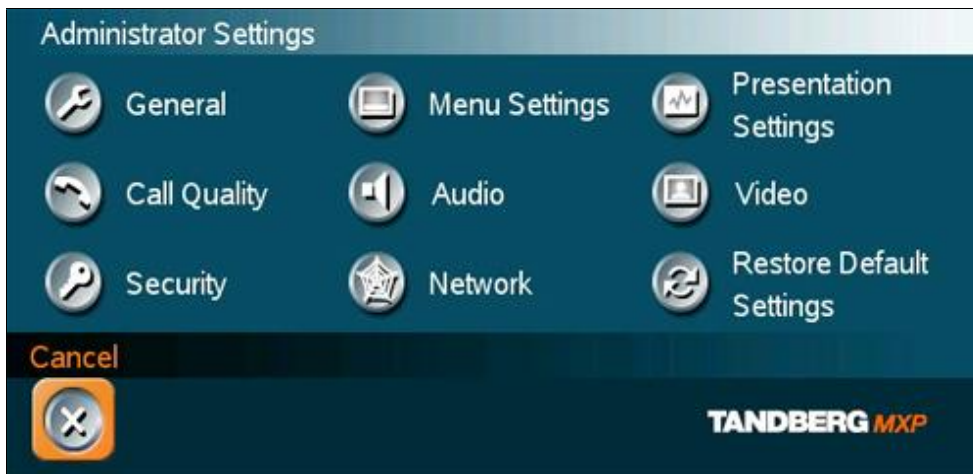 Administrator Settings
General
Menu Settings
Presentation
Settings
Call Quality
Audio
Video
Security
Network
Restore Default
Settings
Cancel
TANDBERG MXP